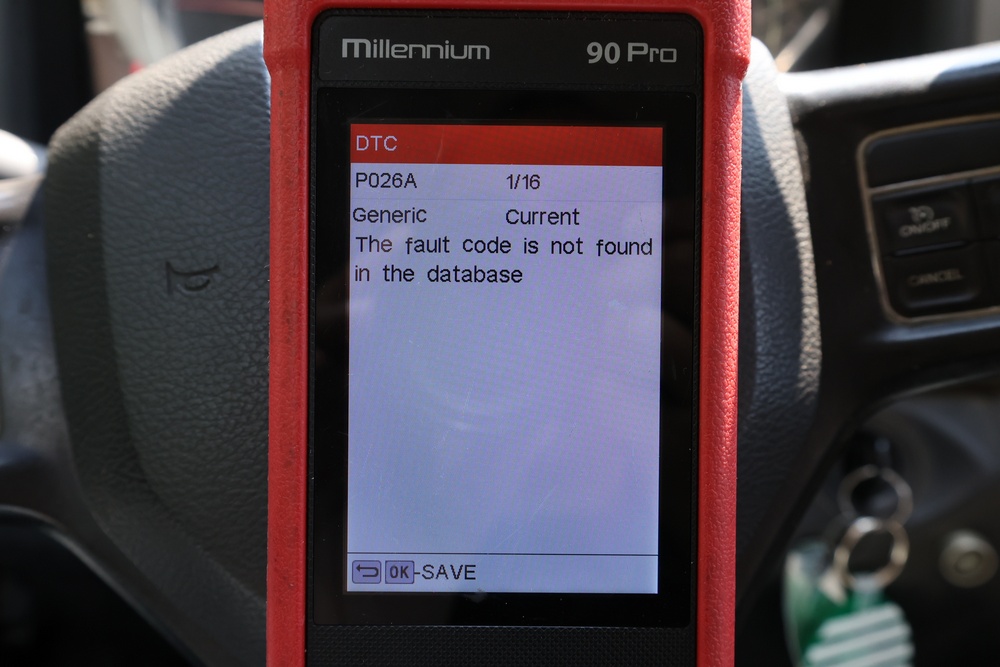 Millennium 90 Pro
DTC
P026A 1/16
Generic Current
The fault code is not found
in the database
OK-SAVE
ON/OFF
CANCEL